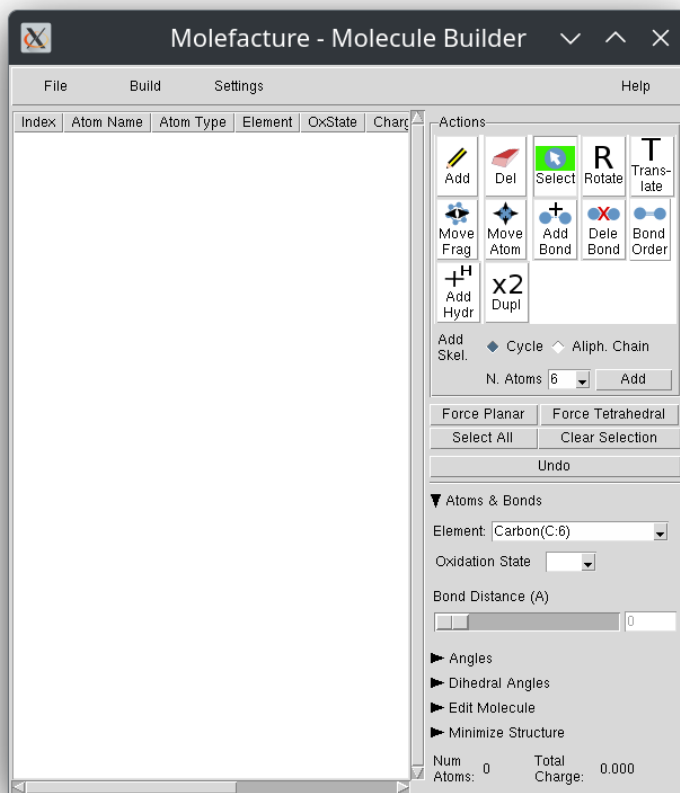 Molefacture - Molecule Builder
File Build Settings Help
Index Atom Name Atom Type Element OxState Charg
Actions
Add Del Select R Rotate T Trans-
late
Move
Frag
Move
Atom
Add
Bond
X Dele
Bond
Bond
Order
H Add
Hydr
x2 Dupl
Add
Skel.
Cycle Aliph. Chain
N. Atoms 6 Add
Force Planar Force Tetrahedral
Select All Clear Selection
Undo
Atoms & Bonds
Element: Carbon(C:6)
Oxidation State
Bond Distance (A)
0
Angles
Dihedral Angles
Edit Molecule
Minimize Structure
Num
Atoms: 0
Total
Charge: 0.000